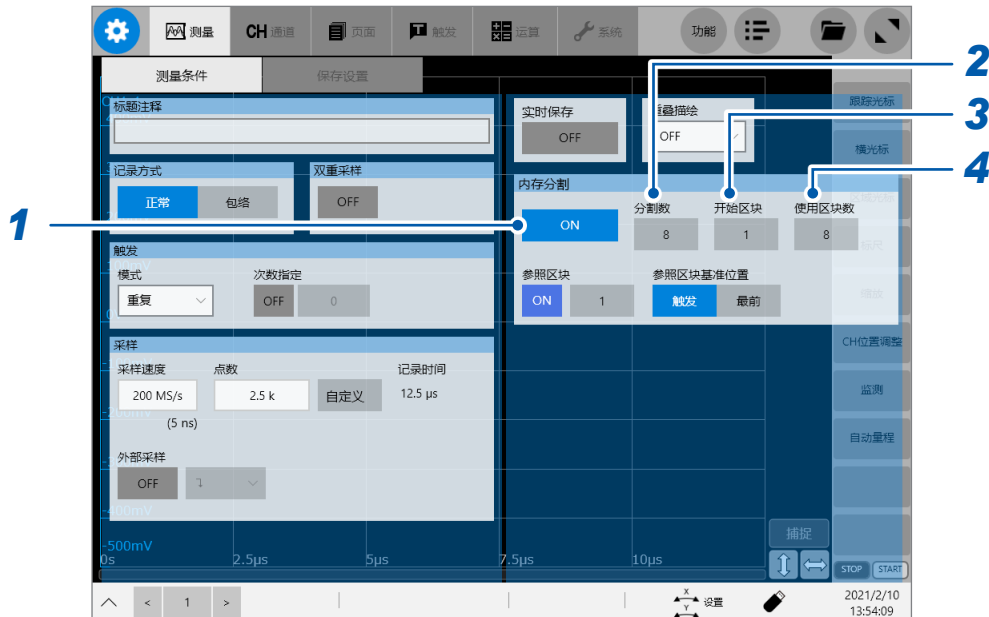 测量
CH 通道
页面
触发
运算
系统
功能
测量条件
保存设置
标题注释
记录方式
正常
包络
双重采样
OFF
触发
模式
重复
次数指定
OFF
0
采样
采样速度
点数
记录时间
200 MS/s
2.5 k
自定义
12.5 µs
(5 ns)
外部采样
OFF
实时保存
OFF
重叠描绘
OFF
内存分割
ON
分割数
8
开始区块
1
使用区块数
8
参照区块
ON
1
参照区块基准位置
触发
最前
1
2
3
4
跟踪光标
横光标
CH位置调整
监测
自动量程
-400mV
-500mV
0s
2.5µs
5µs
7.5µs
10µs
捕捉
STOP
START
<
1
>
X
Y
设置
2021/2/10
13:54:09